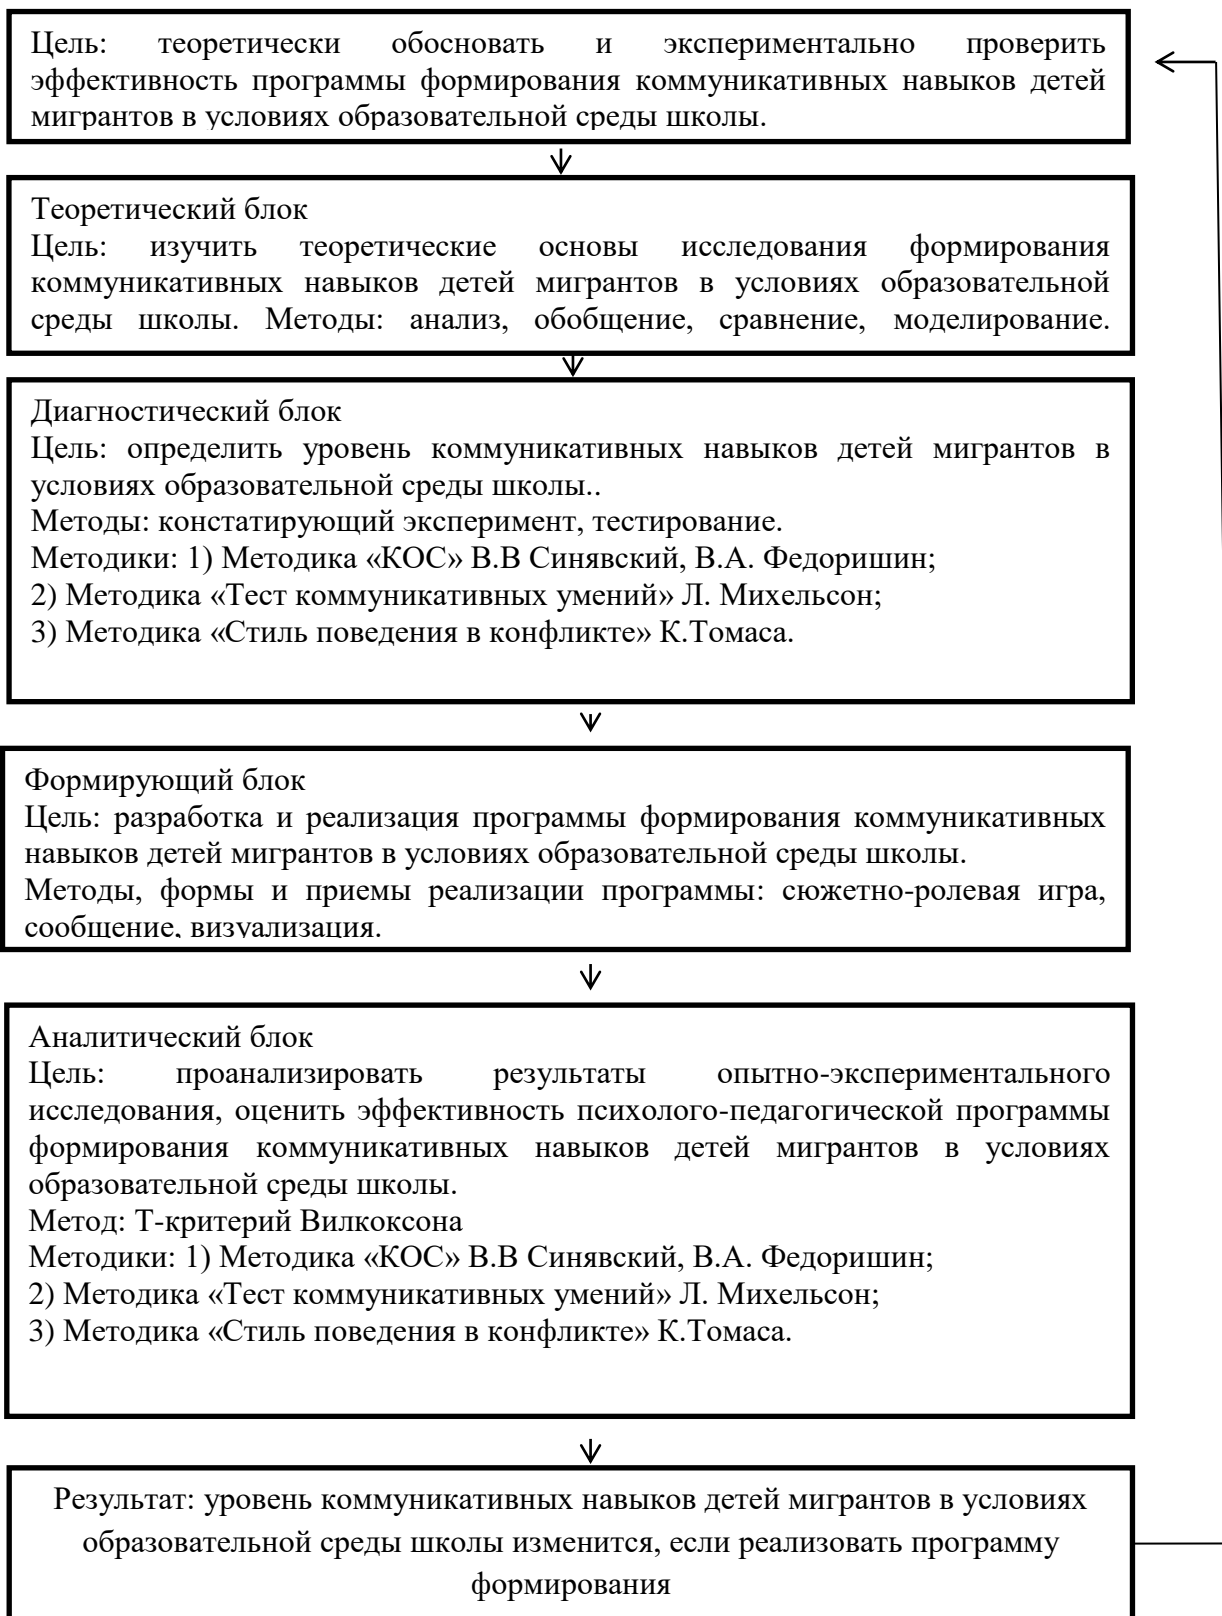 Цель: теоретически обосновать и экспериментально проверить
эффективность программы формирования коммуникативных навыков детей
мигрантов в условиях образовательной среды школы.
Теоретический блок
Цель: изучить теоретические основы исследования формирования
коммуникативных навыков детей мигрантов в условиях образовательной
среды школы. Методы: анализ, обобщение, сравнение, моделирование.
Диагностический блок
Цель: определить уровень коммуникативных навыков детей мигрантов в
условиях образовательной среды школы..
Методы: констатирующий эксперимент, тестирование.
Методики: 1) Методика «КОС» В.В Синявский, В.А. Федоришин;
2) Методика «Тест коммуникативных умений» Л. Михельсон;
3) Методика «Стиль поведения в конфликте» К.Томаса.
Формирующий блок
Цель: разработка и реализация программы формирования коммуникативных
навыков детей мигрантов в условиях образовательной среды школы.
Методы, формы и приемы реализации программы: сюжетно-ролевая игра,
сообщение, визуализация.
Аналитический блок
Цель: проанализировать результаты опытно-экспериментального
исследования, оценить эффективность психолого-педагогической программы
формирования коммуникативных навыков детей мигрантов в условиях
образовательной среды школы.
Метод: Т-критерий Вилкоксона
Методики: 1) Методика «КОС» В.В Синявский, В.А. Федоришин;
2) Методика «Тест коммуникативных умений» Л. Михельсон;
3) Методика «Стиль поведения в конфликте» К.Томаса.
Результат: уровень коммуникативных навыков детей мигрантов в условиях
образовательной среды школы изменится, если реализовать программу
формирования